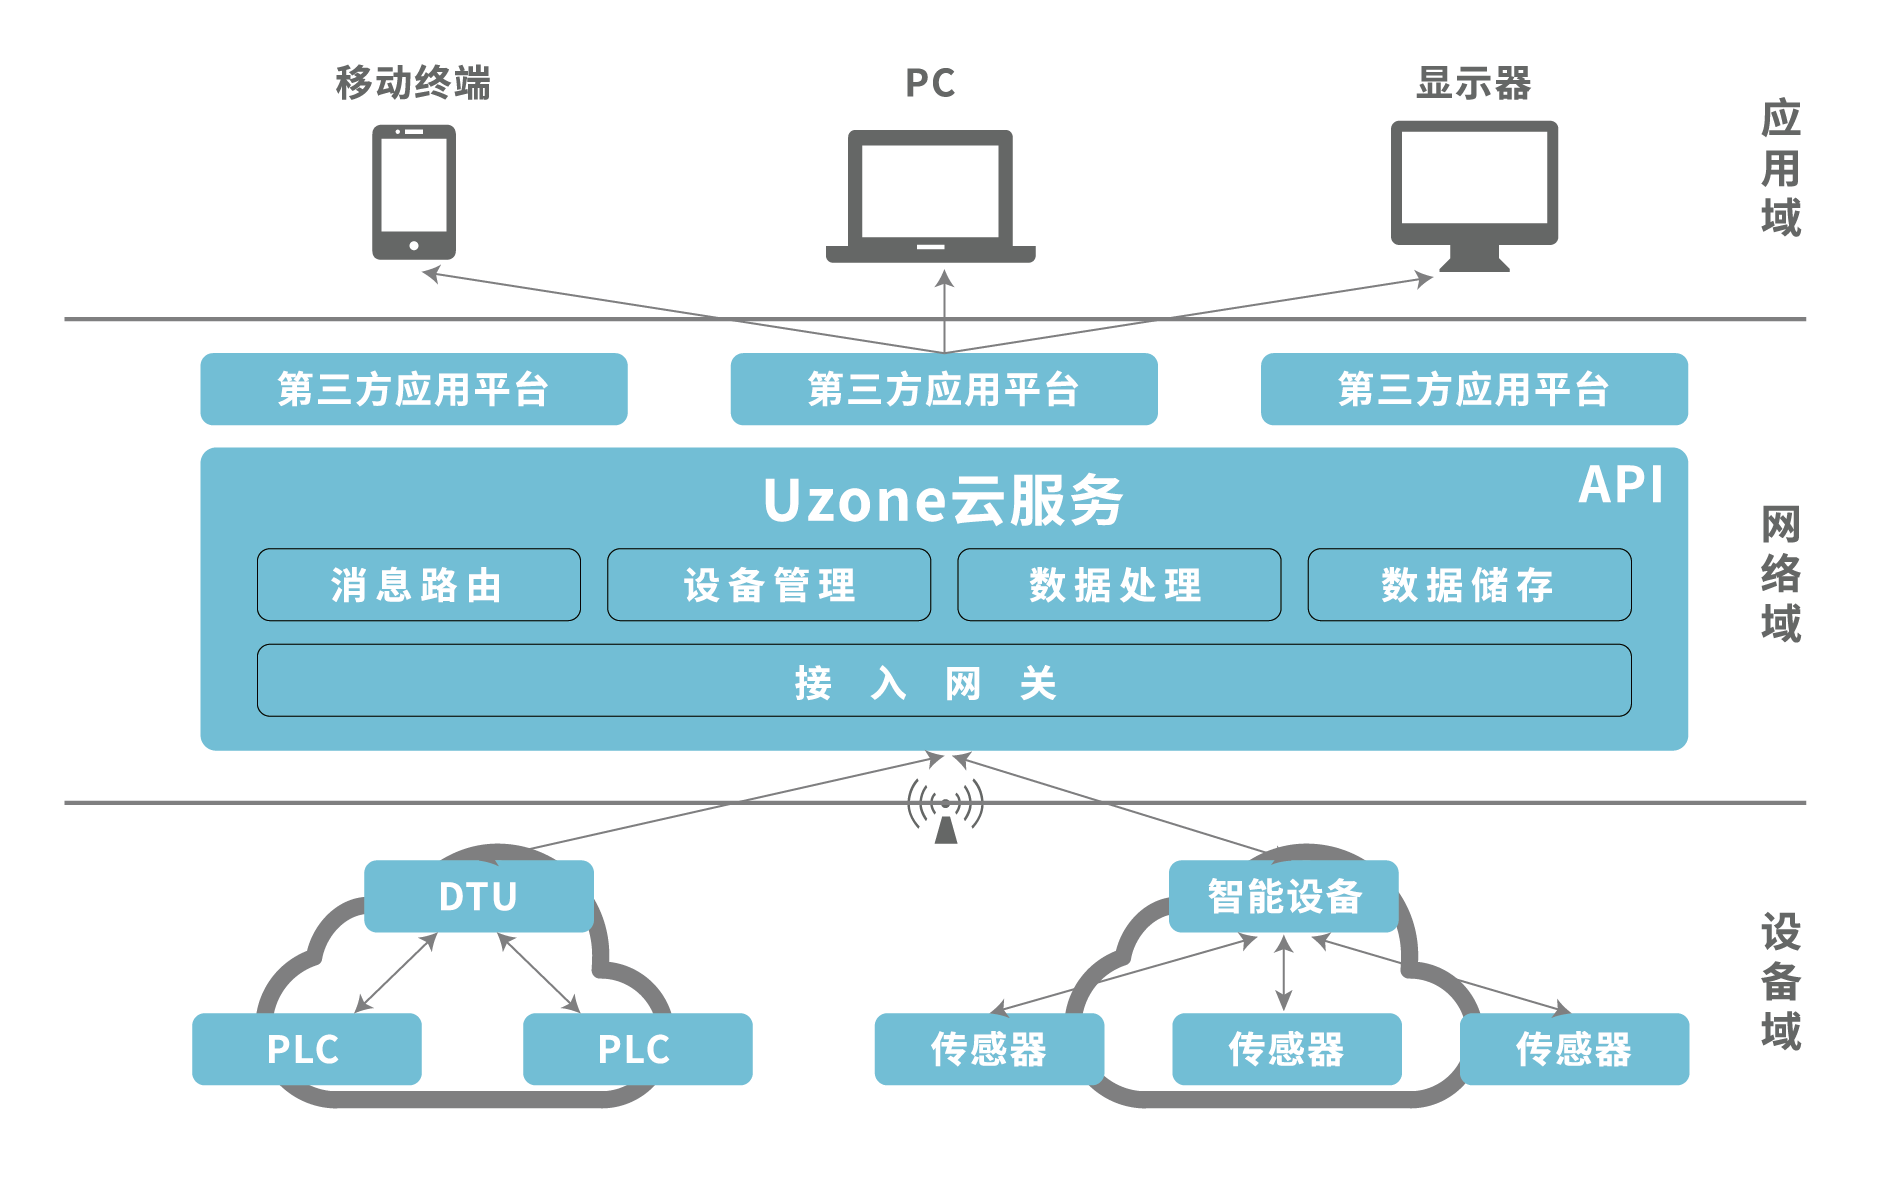 移动终端
PC
显示器
应用域
第三方应用平台
第三方应用平台
第三方应用平台
Uzone云服务
API
消息路由
设备管理
数据处理
数据储存
接入网关
网络域
DTU
智能设备
PLC
PLC
传感器
传感器
传感器
设备域